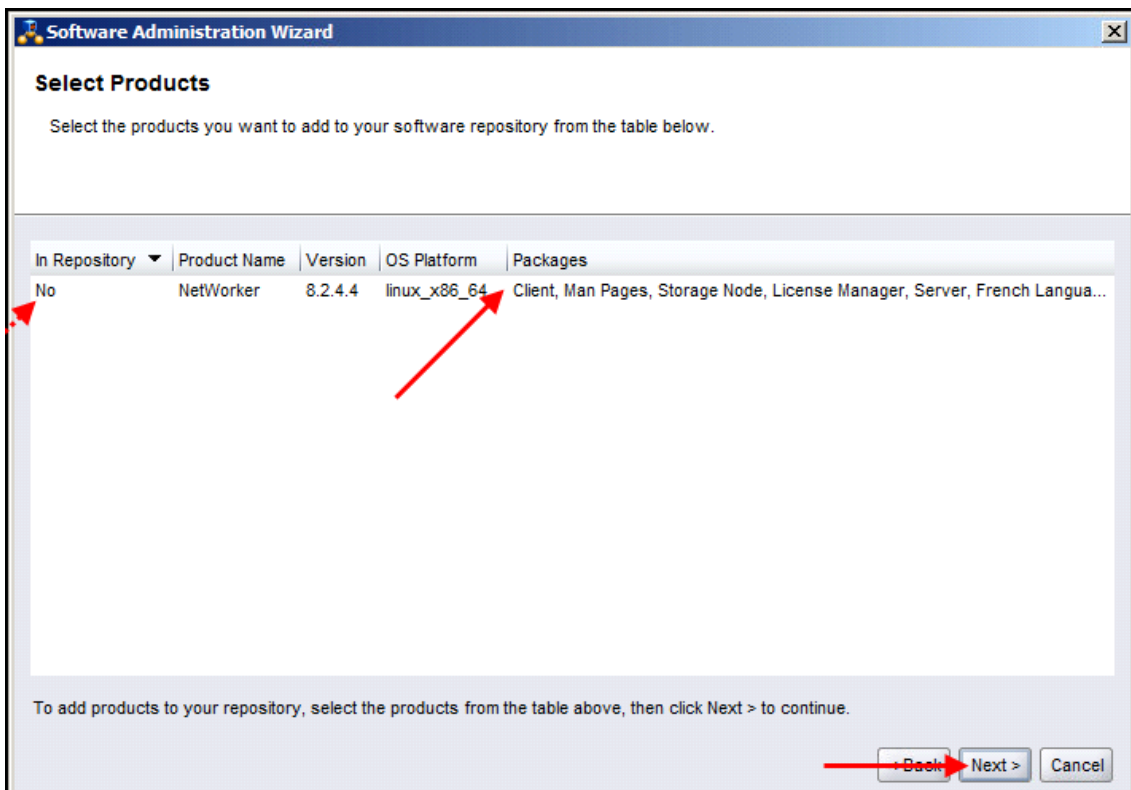 Software Administration Wizard
Select Products
Select the products you want to add to your software repository from the table below.
In Repository Product Name Version OS Platform Packages
No NetWorker 8.2.4.4 linux_x86_64 Client, Man Pages, Storage Node, License Manager, Server, French Langua...
To add products to your repository, select the products from the table above, then click Next > to continue.
< Back Next > Cancel